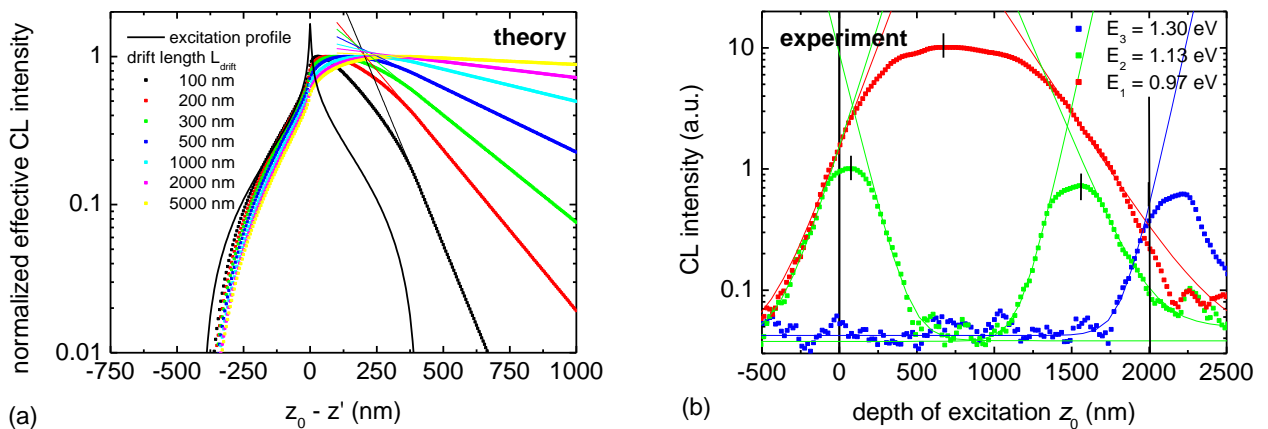 normalized effective CL intensity
1
0.1
0.01
excitation profile
drift length L_drift
100 nm
200 nm
300 nm
500 nm
1000 nm
2000 nm
5000 nm
theory
-750 -500 -250 0 250 500 750 1000
z_0 - z' (nm)
(a)
CL intensity (a.u.)
10
1
0.1
experiment
E_3 = 1.30 eV
E_2 = 1.13 eV
E_1 = 0.97 eV
-500 0 500 1000 1500 2000 2500
depth of excitation z_0 (nm)
(b)